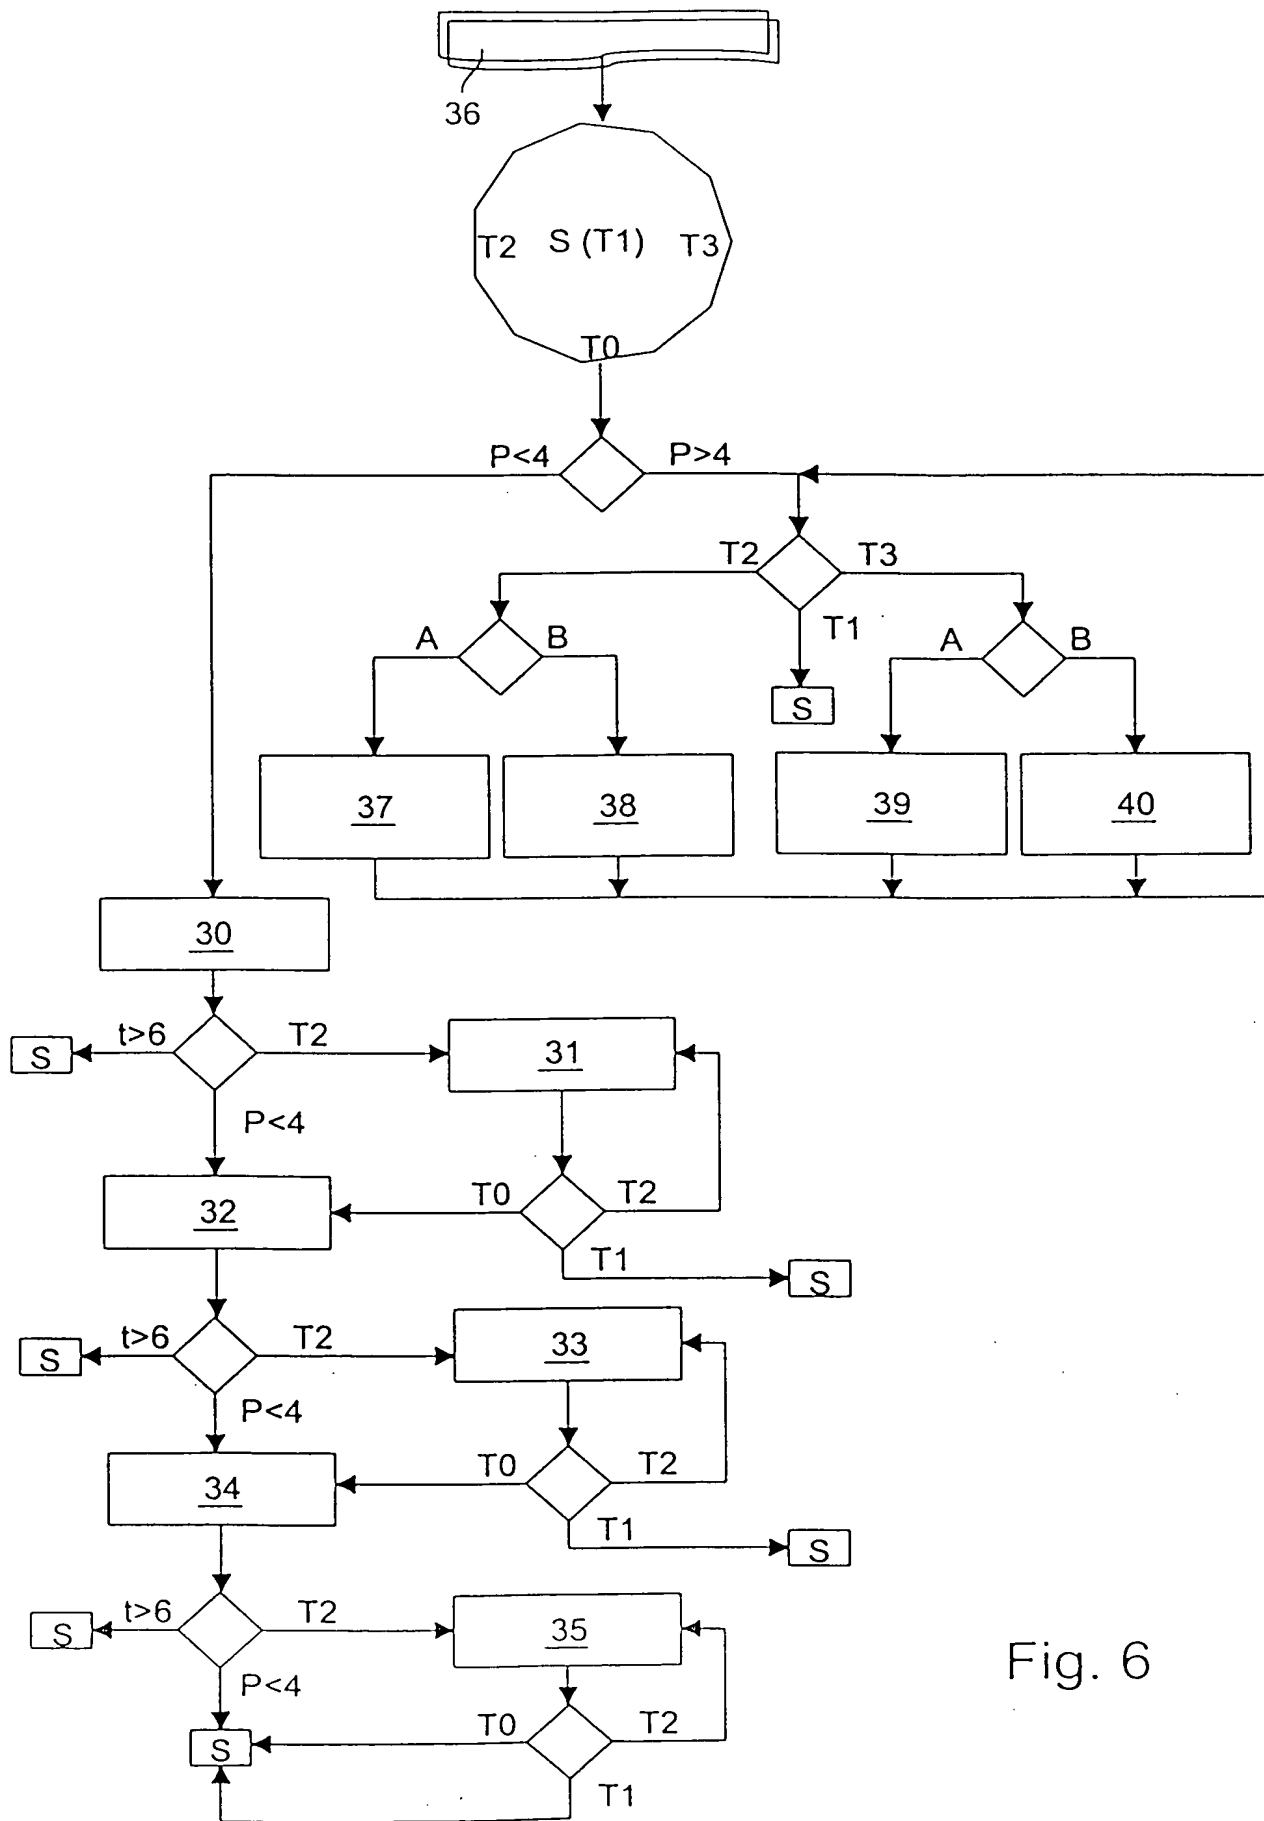 36
T2 S (T1) T3
T0
P<4 P>4
T2 T3
T1
A B A B
S
37 38 39 40
30
t>6 T2 31
S
P<4
32 T0 T2
T1 S
t>6 T2 33
S
P<4
34 T0 T2
T1 S
t>6 T2 35
S
P<4
Fig. 6
S T0 T2
T1